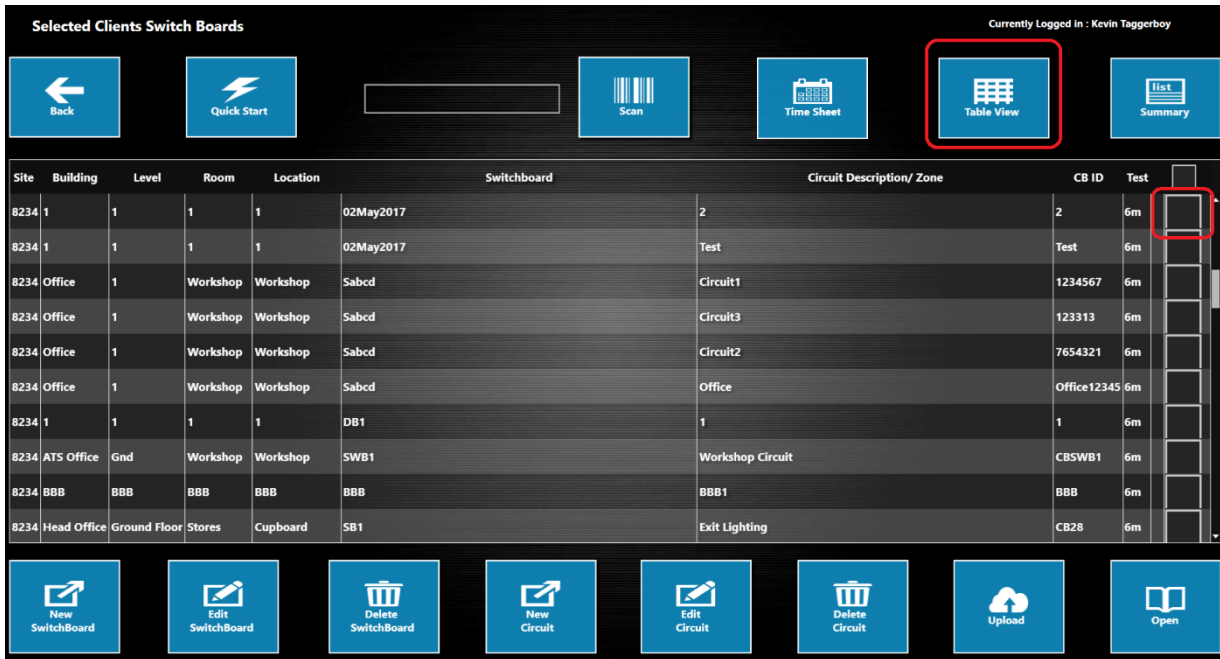 Selected Clients Switch Boards
Currently Logged in : Kevin Taggerboy
Back
Quick Start
Scan
Time Sheet
Table View
list
Summary
Site Building Level Room Location Switchboard Circuit Description/ Zone CB ID Test
8234 1 1 1 1 02May2017 2 2 6m
8234 1 1 1 1 02May2017 Test Test 6m
8234 Office 1 Workshop Workshop Sabcd Circuit1 1234567 6m
8234 Office 1 Workshop Workshop Sabcd Circuit3 123313 6m
8234 Office 1 Workshop Workshop Sabcd Circuit2 7654321 6m
8234 Office 1 Workshop Workshop Sabcd Office Office12345 6m
8234 1 1 1 1 DB1 1 1 6m
8234 ATS Office Gnd Workshop Workshop SWB1 Workshop Circuit CBSWB1 6m
8234 BBB BBB BBB BBB BBB BBB1 BBB 6m
8234 Head Office Ground Floor Stores Cupboard SB1 Exit Lighting CB28 6m
New
SwitchBoard
Edit
SwitchBoard
Delete
SwitchBoard
New
Circuit
Edit
Circuit
Delete
Circuit
Upload
Open